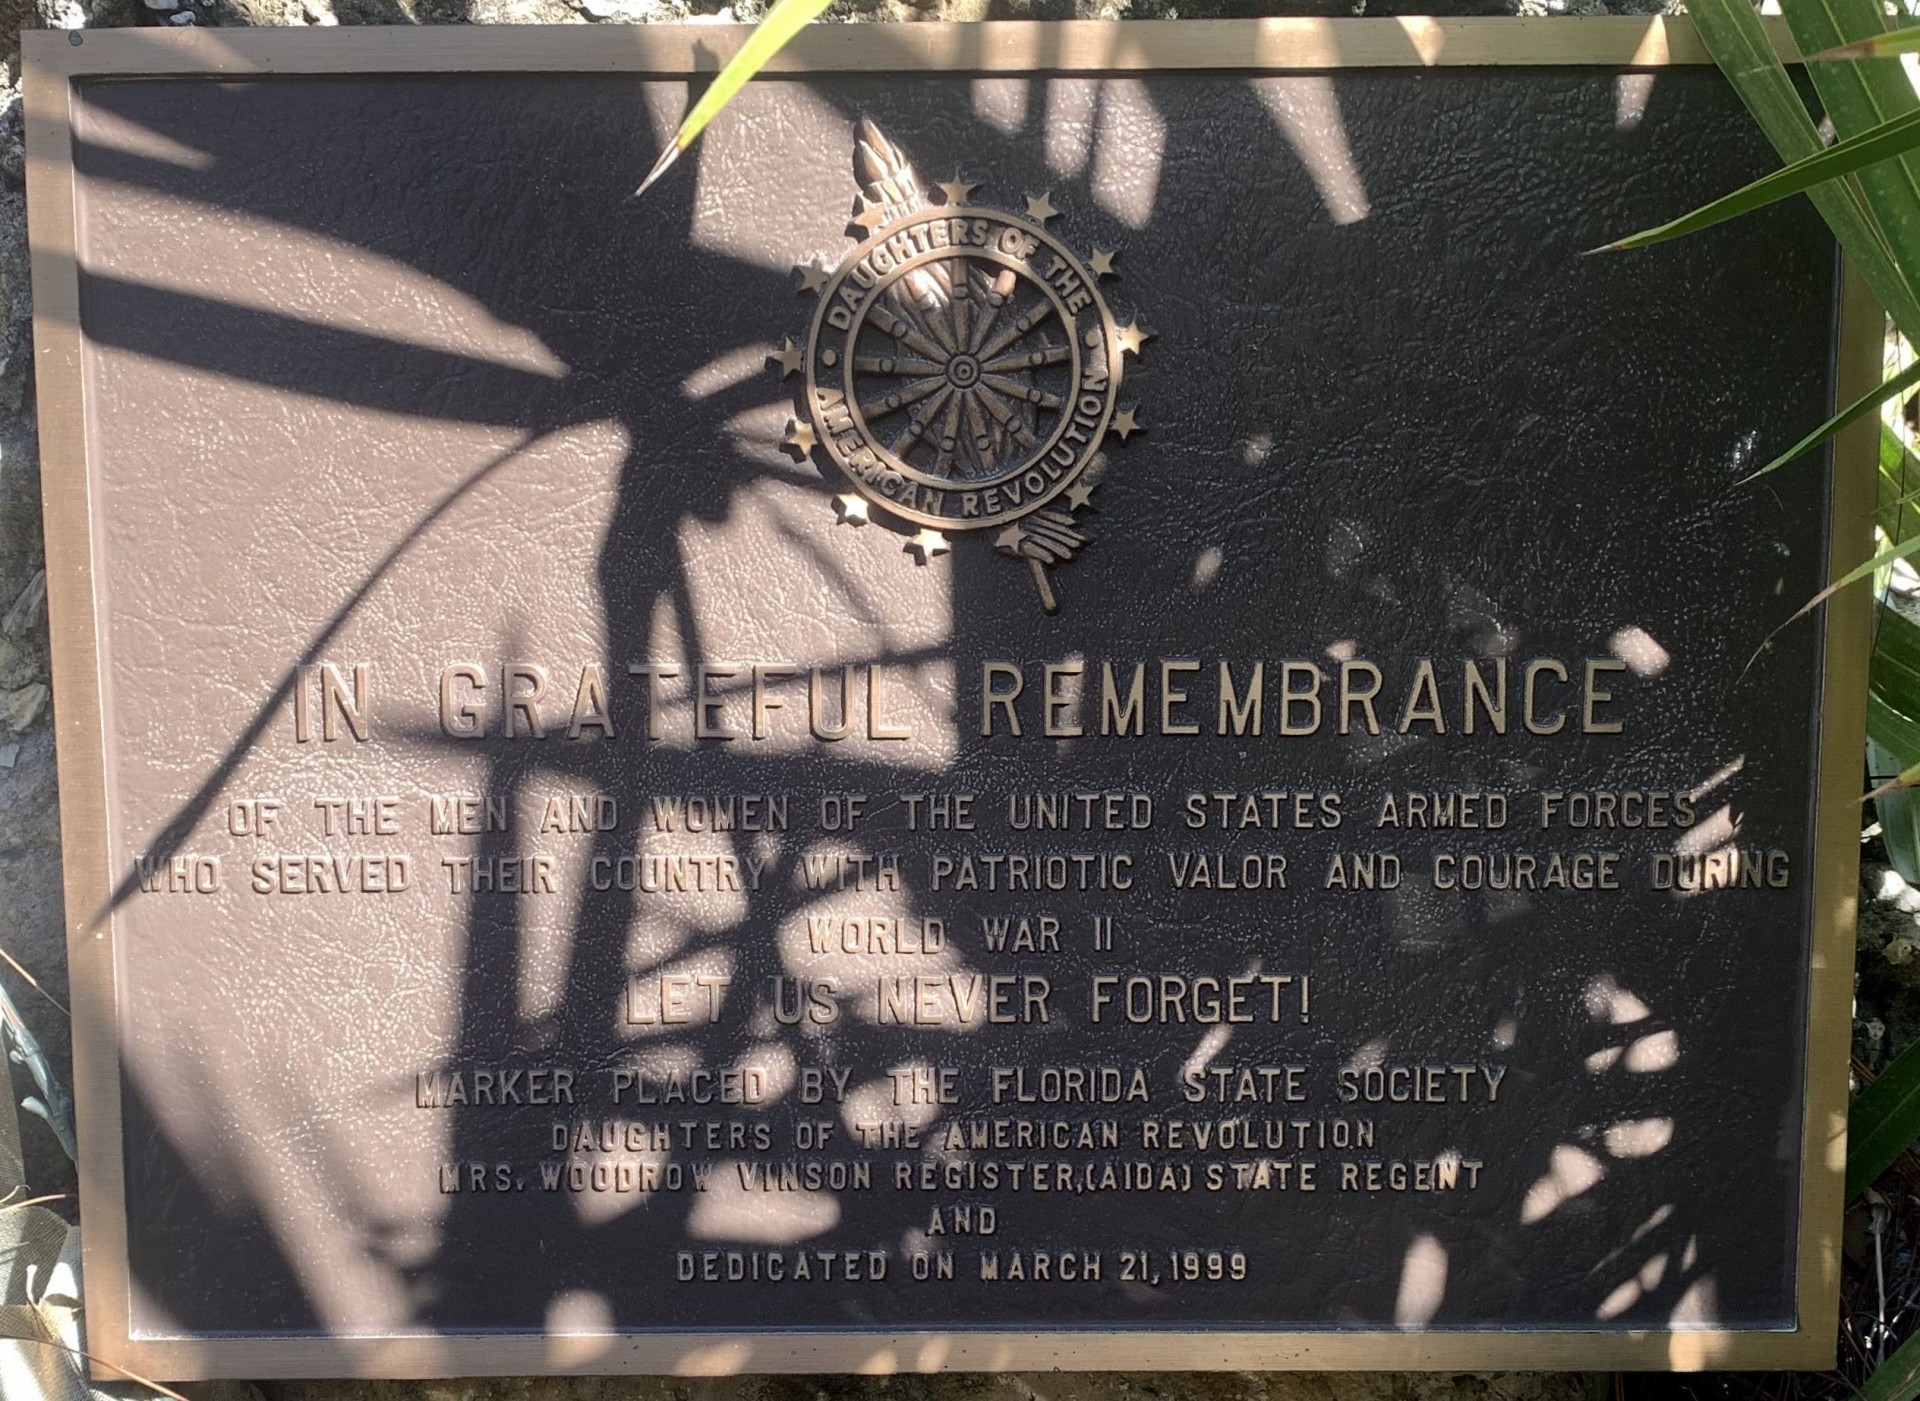 DAUGHTERS OF THE
AMERICAN REVOLUTION
IN GRATEFUL REMEMBRANCE
OF THE MEN AND WOMEN OF THE UNITED STATES ARMED FORCES
WHO SERVED THEIR COUNTRY WITH PATRIOTIC VALOR AND COURAGE DURING
WORLD WAR II
LET US NEVER FORGET!
MARKER PLACED BY THE FLORIDA STATE SOCIETY
DAUGHTERS OF THE AMERICAN REVOLUTION
MRS. WOODROW VINSON REGISTER,(AIDA) STATE REGENT
AND
DEDICATED ON MARCH 21, 1999